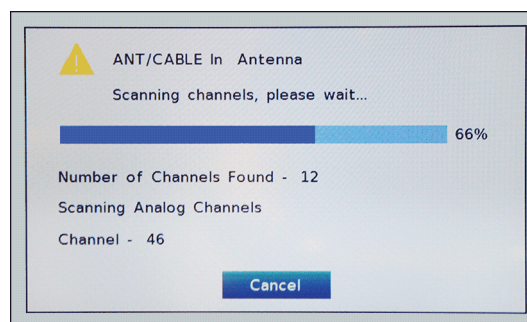 ANT/CABLE In Antenna
Scanning channels, please wait...
66%
Number of Channels Found - 12
Scanning Analog Channels
Channel - 46
Cancel